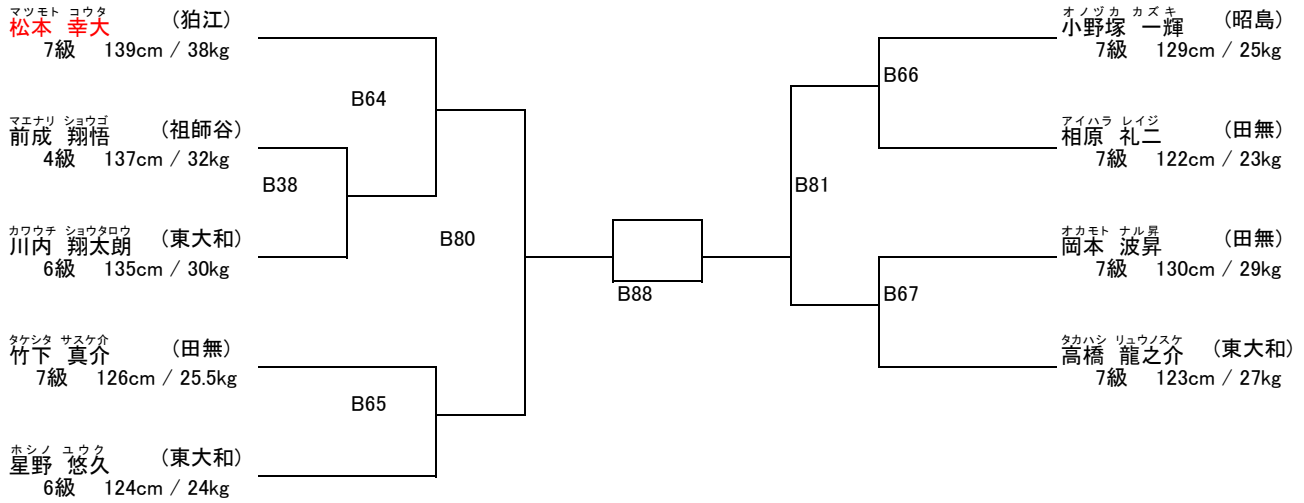 マツモト コウタ
松本 幸大 (狛江)
7級 139cm / 38kg
B64
マエナリ ショウゴ
前成 翔悟 (祖師谷)
4級 137cm / 32kg
B38
カワウチ ショウタロウ
川内 翔太朗 (東大和)
6級 135cm / 30kg
B80
タケシタ サスケ介
竹下 真介 (田無)
7級 126cm / 25.5kg
B65
ホシノ ユウク
星野 悠久 (東大和)
6級 124cm / 24kg
B88
オノヅカ カズキ
小野塚 一輝 (昭島)
7級 129cm / 25kg
B66
アイハラ レイジ
相原 礼二 (田無)
7級 122cm / 23kg
B81
オカモト ナル昇
岡本 波昇 (田無)
7級 130cm / 29kg
B67
タカハシ リュウノスケ
高橋 龍之介 (東大和)
7級 123cm / 27kg